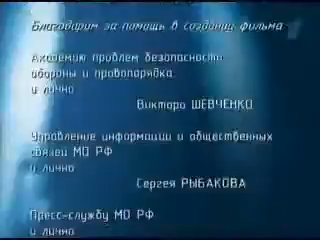 Благодарим за помощь в создании фильма
Академию проблем безопасности
обороны и правопорядка
и лично
Виктора ШЕВЧЕНКО
Управление информации и общественных
связей МО РФ
и лично
Сергея РЫБАКОВА
Пресс-службу МО РФ
и лично